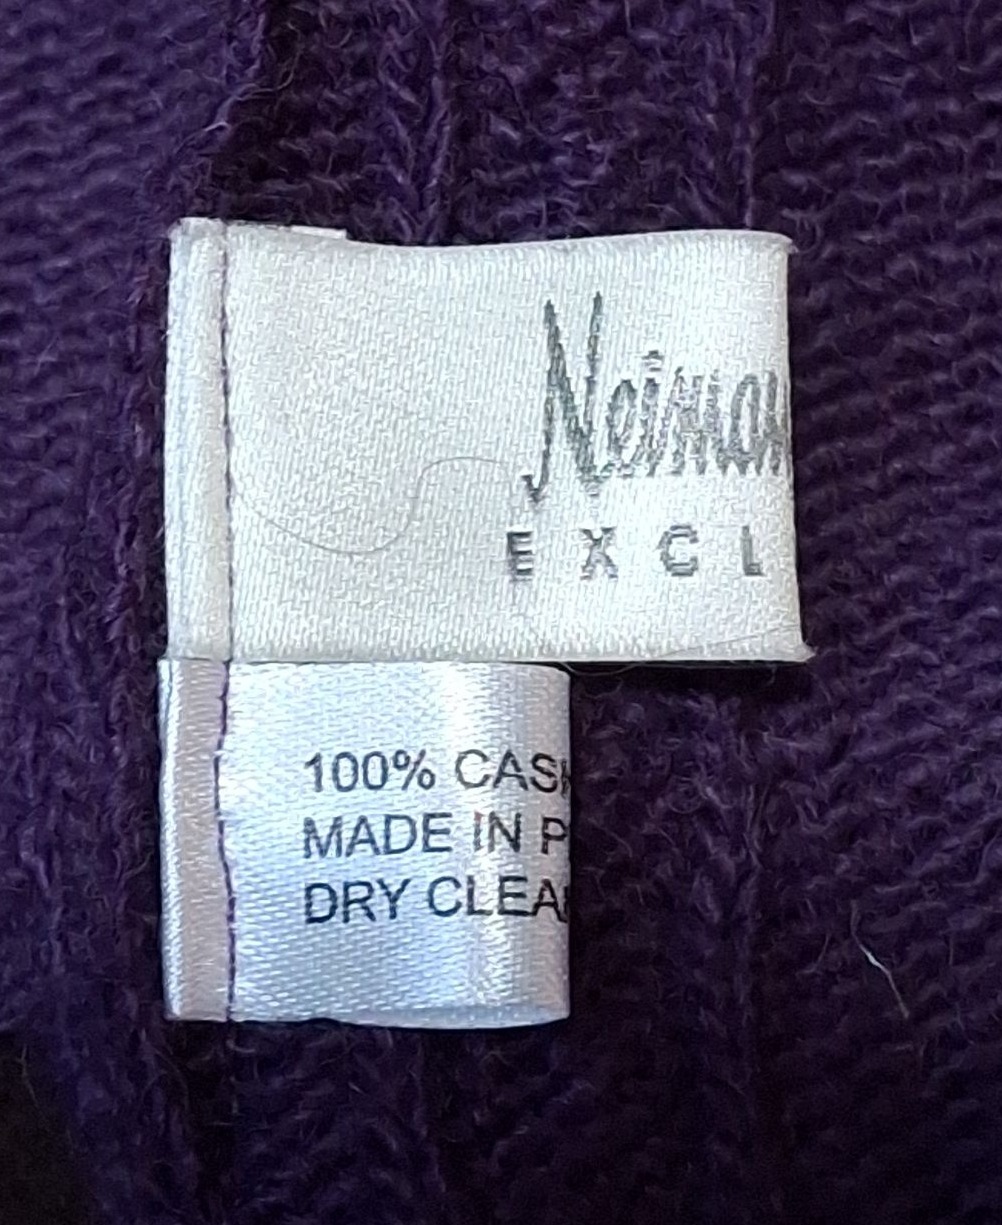 Neiman
EXCL
100% CASH
MADE IN P
DRY CLEA